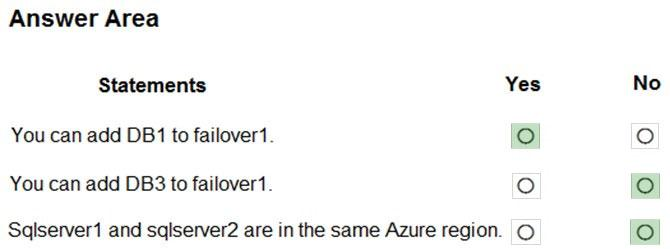 Answer Area
Statements Yes No
You can add DB1 to failover1.
You can add DB3 to failover1.
Sqlserver1 and sqlserver2 are in the same Azure region.